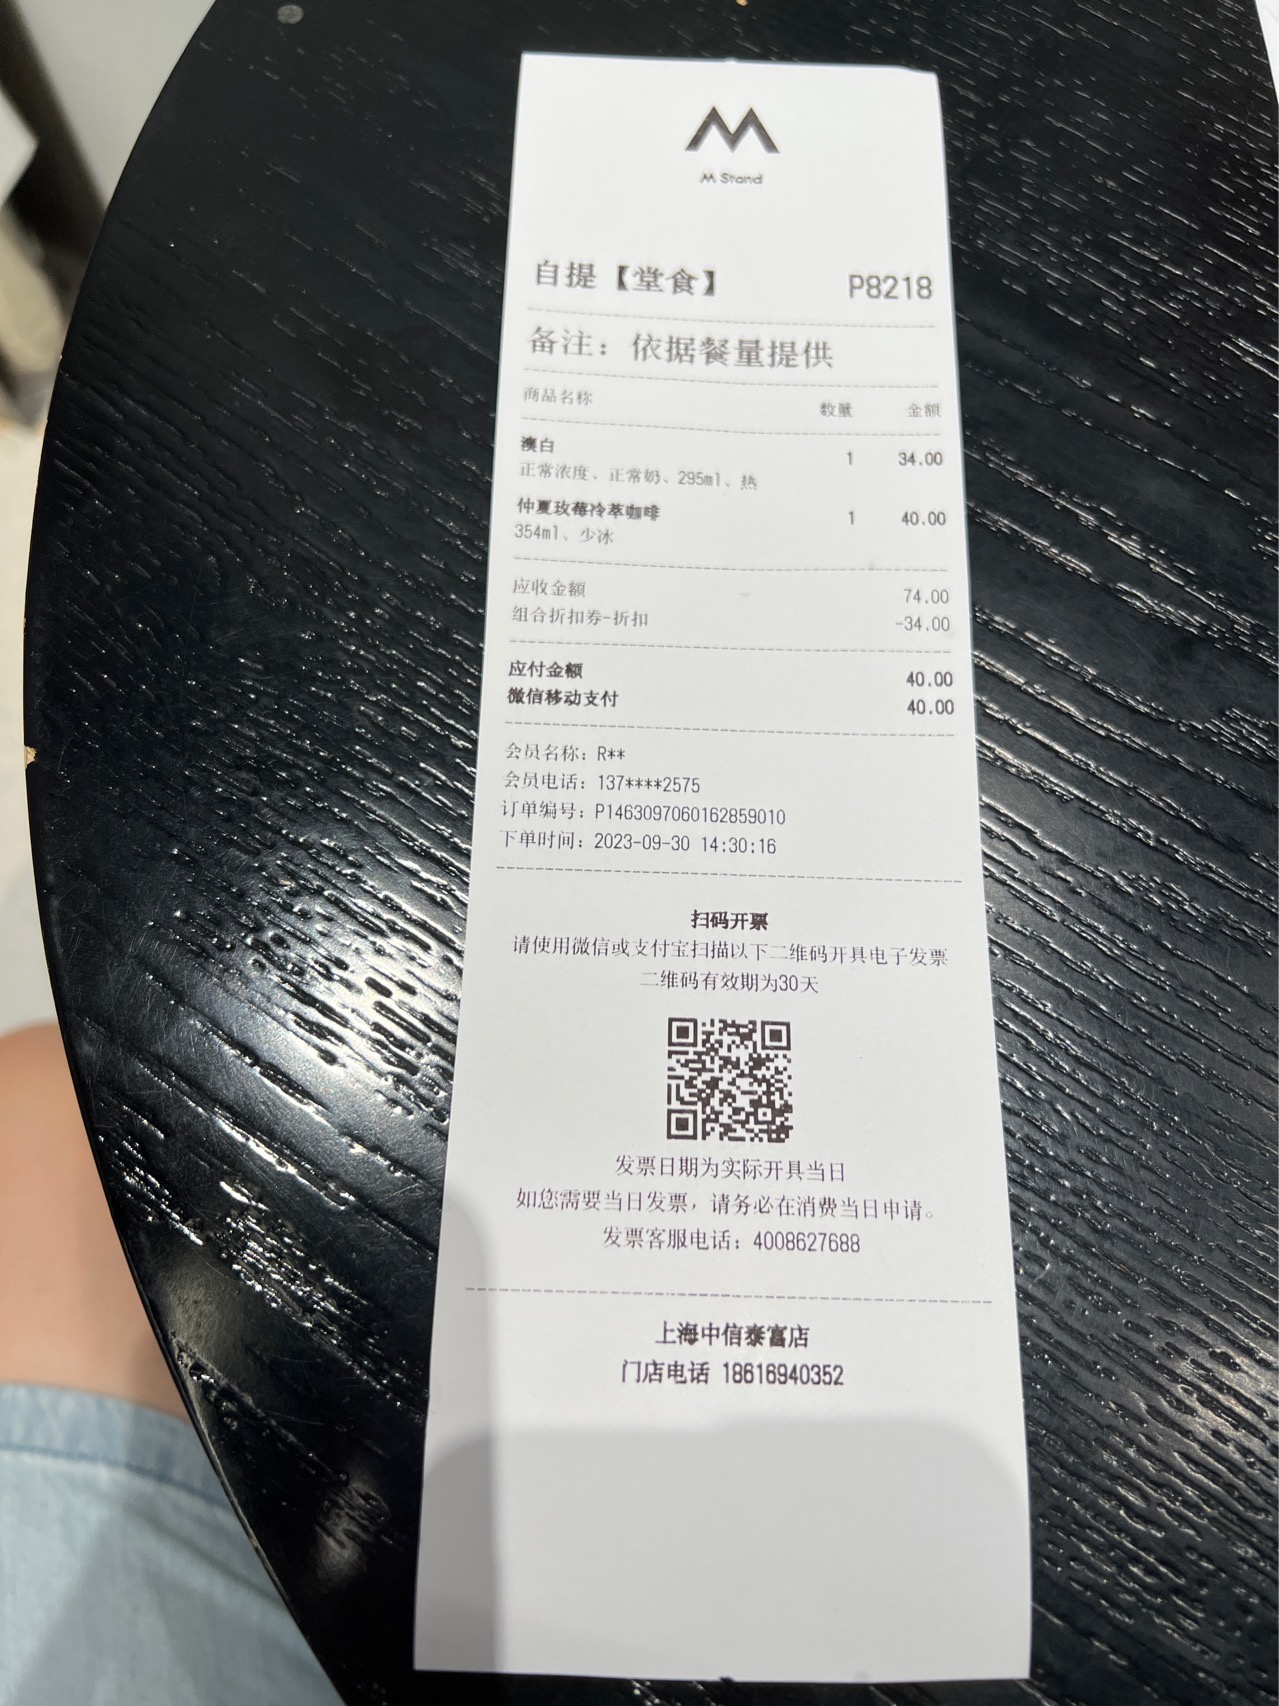 M Stand
自提【堂食】 P8218
备注：依据餐量提供
商品名称 数量 金额
澳白 1 34.00
正常浓度、正常奶、295ml、热
仲夏玫莓冷萃咖啡 1 40.00
354ml、少冰
应收金额 74.00
组合折扣券-折扣 -34.00
应付金额 40.00
微信移动支付 40.00
会员名称：R**
会员电话：137****2575
订单编号：P1463097060162859010
下单时间：2023-09-30 14:30:16
扫码开票
请使用微信或支付宝扫描以下二维码开具电子发票
二维码有效期为30天
发票日期为实际开具当日
如您需要当日发票，请务必在消费当日申请。
发票客服电话：4008627688
上海中信泰富店
门店电话 18616940352